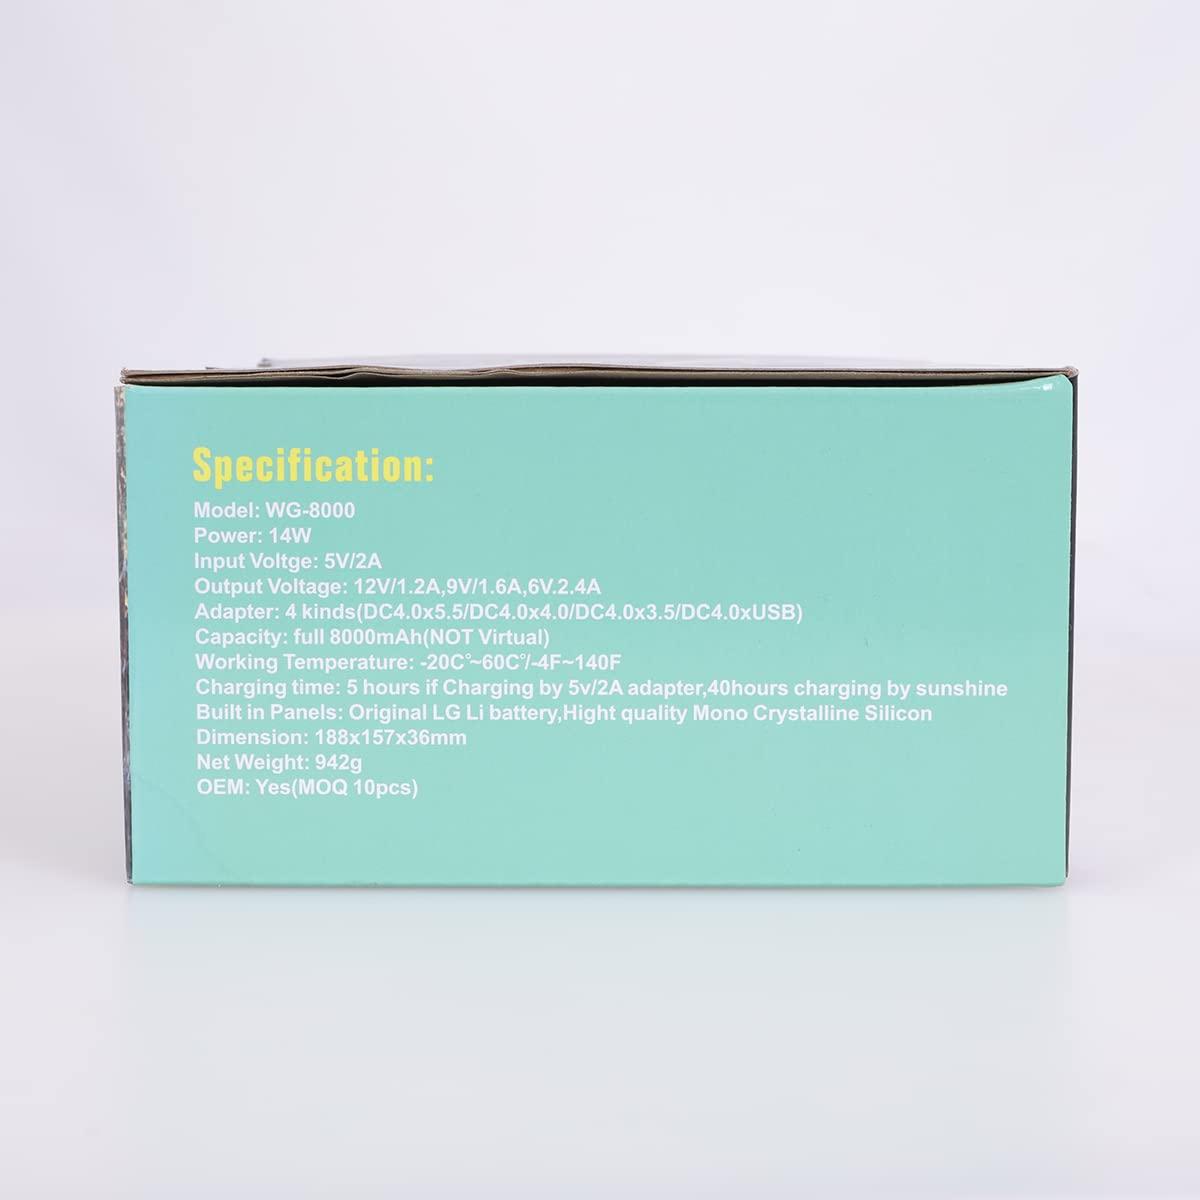 Specification:
Model: WG-8000
Power: 14W
Input Voltge: 5V/2A
Output Voltage: 12V/1.2A,9V/1.6A,6V.2.4A
Adapter: 4 kinds(DC4.0x5.5/DC4.0x4.0/DC4.0x3.5/DC4.0xUSB)
Capacity: full 8000mAh(NOT Virtual)
Working Temperature: -20C°~60C°/-4F~140F
Charging time: 5 hours if Charging by 5v/2A adapter,40hours charging by sunshine
Built in Panels: Original LG Li battery,Hight quality Mono Crystalline Silicon
Dimension: 188x157x36mm
Net Weight: 942g
OEM: Yes(MOQ 10pcs)